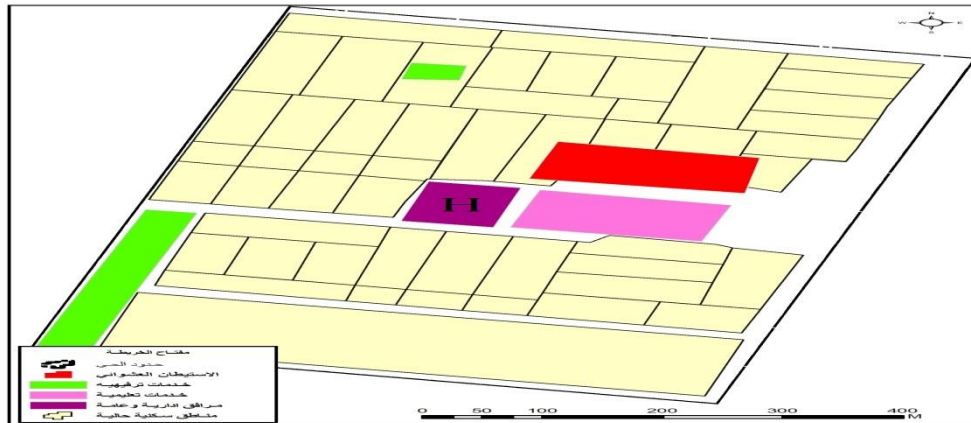 N
W E
S
H
مفتاح الخريطة
حدود الحي
الاستيطان العشوائي
خدمات ترفيهيه
خدمات تعليمية
مرافق ادارية وعامة
مناطق سكنية حالية
0 50 100 200 300 400
M